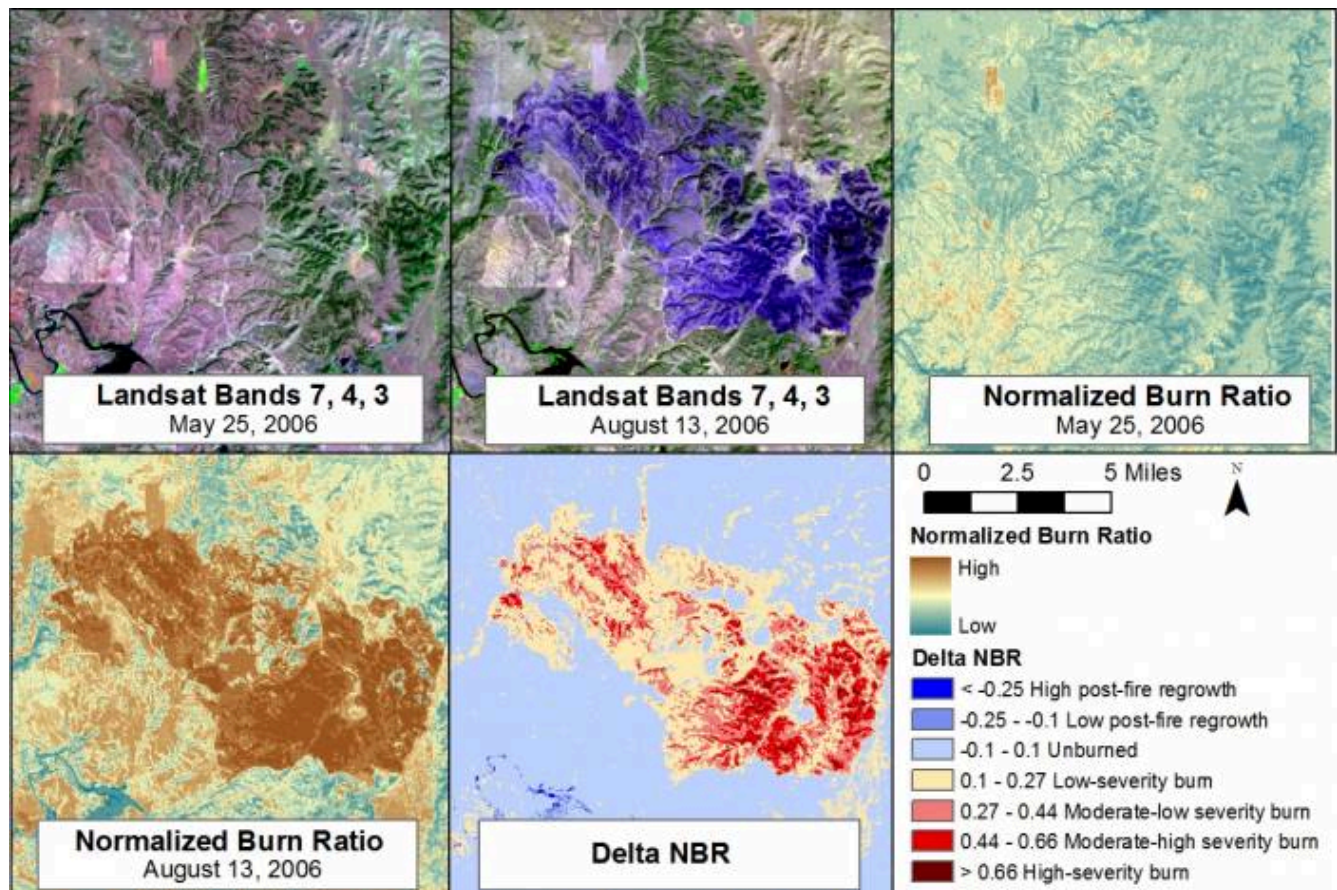 Landsat Bands 7, 4, 3
May 25, 2006
Landsat Bands 7, 4, 3
August 13, 2006
Normalized Burn Ratio
May 25, 2006
Normalized Burn Ratio
August 13, 2006
Delta NBR
0 2.5 5 Miles
N
Normalized Burn Ratio
High
Low
Delta NBR
< -0.25 High post-fire regrowth
-0.25 - -0.1 Low post-fire regrowth
-0.1 - 0.1 Unburned
0.1 - 0.27 Low-severity burn
0.27 - 0.44 Moderate-low severity burn
0.44 - 0.66 Moderate-high severity burn
> 0.66 High-severity burn